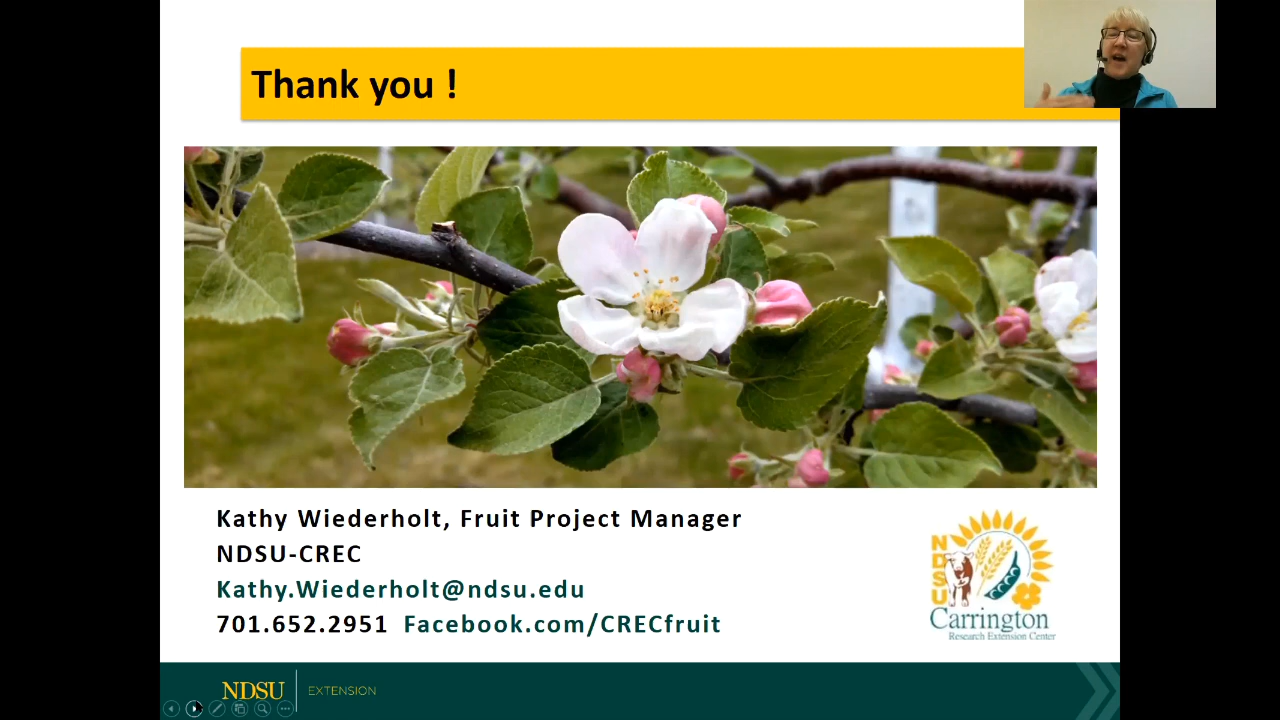 Thank you !
Kathy Wiederholt, Fruit Project Manager
NDSU-CREC
Kathy.Wiederholt@ndsu.edu
701.652.2951 Facebook.com/CRECfruit
NDSU
Carrington
Research Extension Center
NDSU EXTENSION